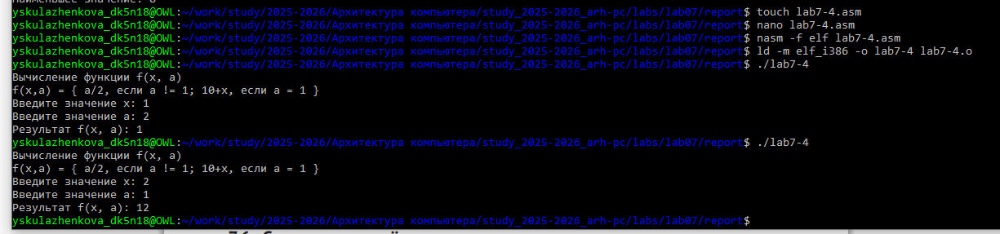 Наименьшее значение: 8
yskulazhenkova_dk5n18@OWL:~/work/study/2025-2026/Архитектура компьютера/study_2025-2026_arh-pc/labs/lab07/report$ touch lab7-4.asm
yskulazhenkova_dk5n18@OWL:~/work/study/2025-2026/Архитектура компьютера/study_2025-2026_arh-pc/labs/lab07/report$ nano lab7-4.asm
yskulazhenkova_dk5n18@OWL:~/work/study/2025-2026/Архитектура компьютера/study_2025-2026_arh-pc/labs/lab07/report$ nasm -f elf lab7-4.asm
yskulazhenkova_dk5n18@OWL:~/work/study/2025-2026/Архитектура компьютера/study_2025-2026_arh-pc/labs/lab07/report$ ld -m elf_i386 -o lab7-4 lab7-4.o
yskulazhenkova_dk5n18@OWL:~/work/study/2025-2026/Архитектура компьютера/study_2025-2026_arh-pc/labs/lab07/report$ ./lab7-4
Вычисление функции f(x, a)
f(x,a) = { a/2, если a != 1; 10+x, если a = 1 }
Введите значение x: 1
Введите значение a: 2
Результат f(x, a): 1
yskulazhenkova_dk5n18@OWL:~/work/study/2025-2026/Архитектура компьютера/study_2025-2026_arh-pc/labs/lab07/report$ ./lab7-4
Вычисление функции f(x, a)
f(x,a) = { a/2, если a != 1; 10+x, если a = 1 }
Введите значение x: 2
Введите значение a: 1
Результат f(x, a): 12
yskulazhenkova_dk5n18@OWL:~/work/study/2025-2026/Архитектура компьютера/study_2025-2026_arh-pc/labs/lab07/report$